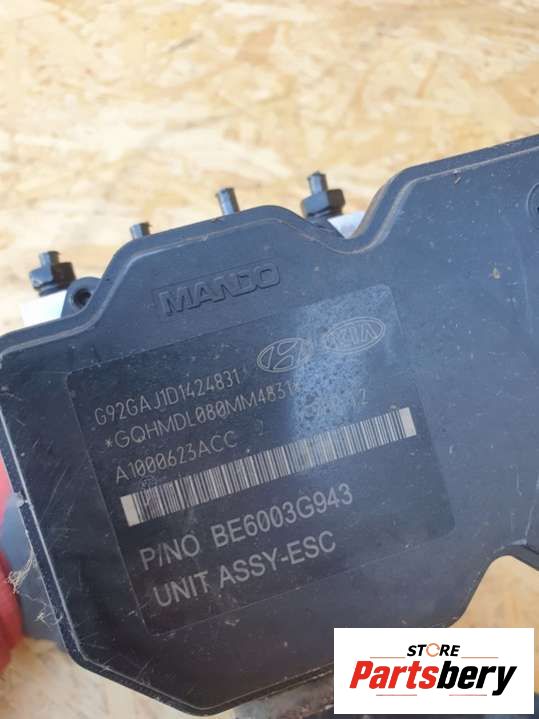 MANDO
G92GAJ1D1424831
KIA
*GQHMDL080MM4831
A1000623ACC
P/NO BE6003G943
UNIT ASSY-ESC
STORE
Partsbery